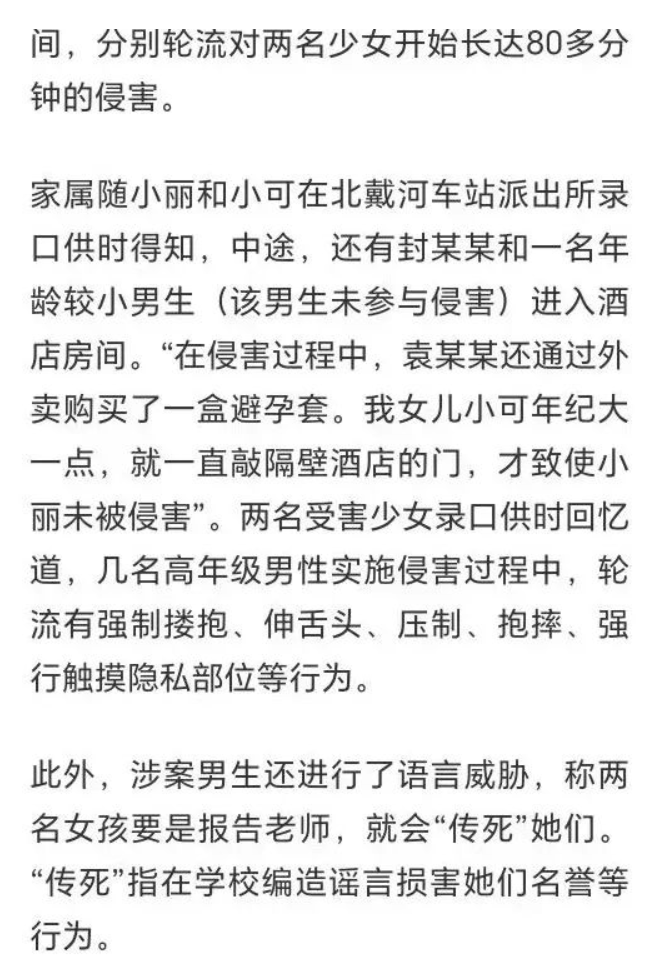 间，分别轮流对两名少女开始长达80多分
钟的侵害。
家属随小丽和小可在北戴河车站派出所录
口供时得知，中途，还有封某某和一名年
龄较小男生（该男生未参与侵害）进入酒
店房间。“在侵害过程中，袁某某还通过外
卖购买了一盒避孕套。我女儿小可年纪大
一点，就一直敲隔壁酒店的门，才致使小
丽未被侵害”。两名受害少女录口供时回忆
道，几名高年级男性实施侵害过程中，轮
流有强制搂抱、伸舌头、压制、抱摔、强
行触摸隐私部位等行为。
此外，涉案男生还进行了语言威胁，称两
名女孩要是报告老师，就会“传死”她们。
“传死”指在学校编造谣言损害她们名誉等
行为。